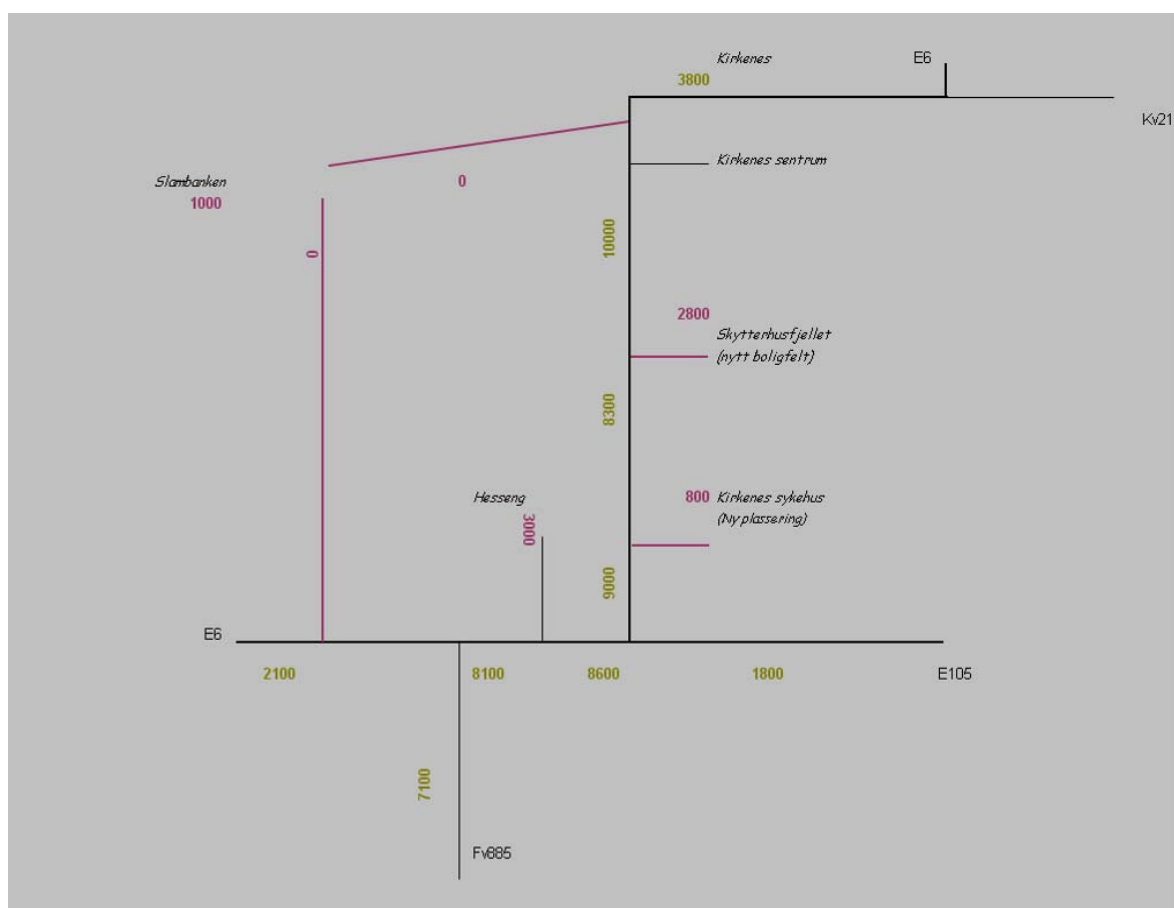 Kirkenes
E6
3800
Kv21
Kirkenes sentrum
Slambanken
0
1000
10000
0
2800
Skytterhusfjellet
(nytt boligfelt)
8300
Hesseng
800 Kirkenes sykehus
(Ny plassering)
3000
9000
E6
2100
8100
8600
1800
E105
7100
Fv885